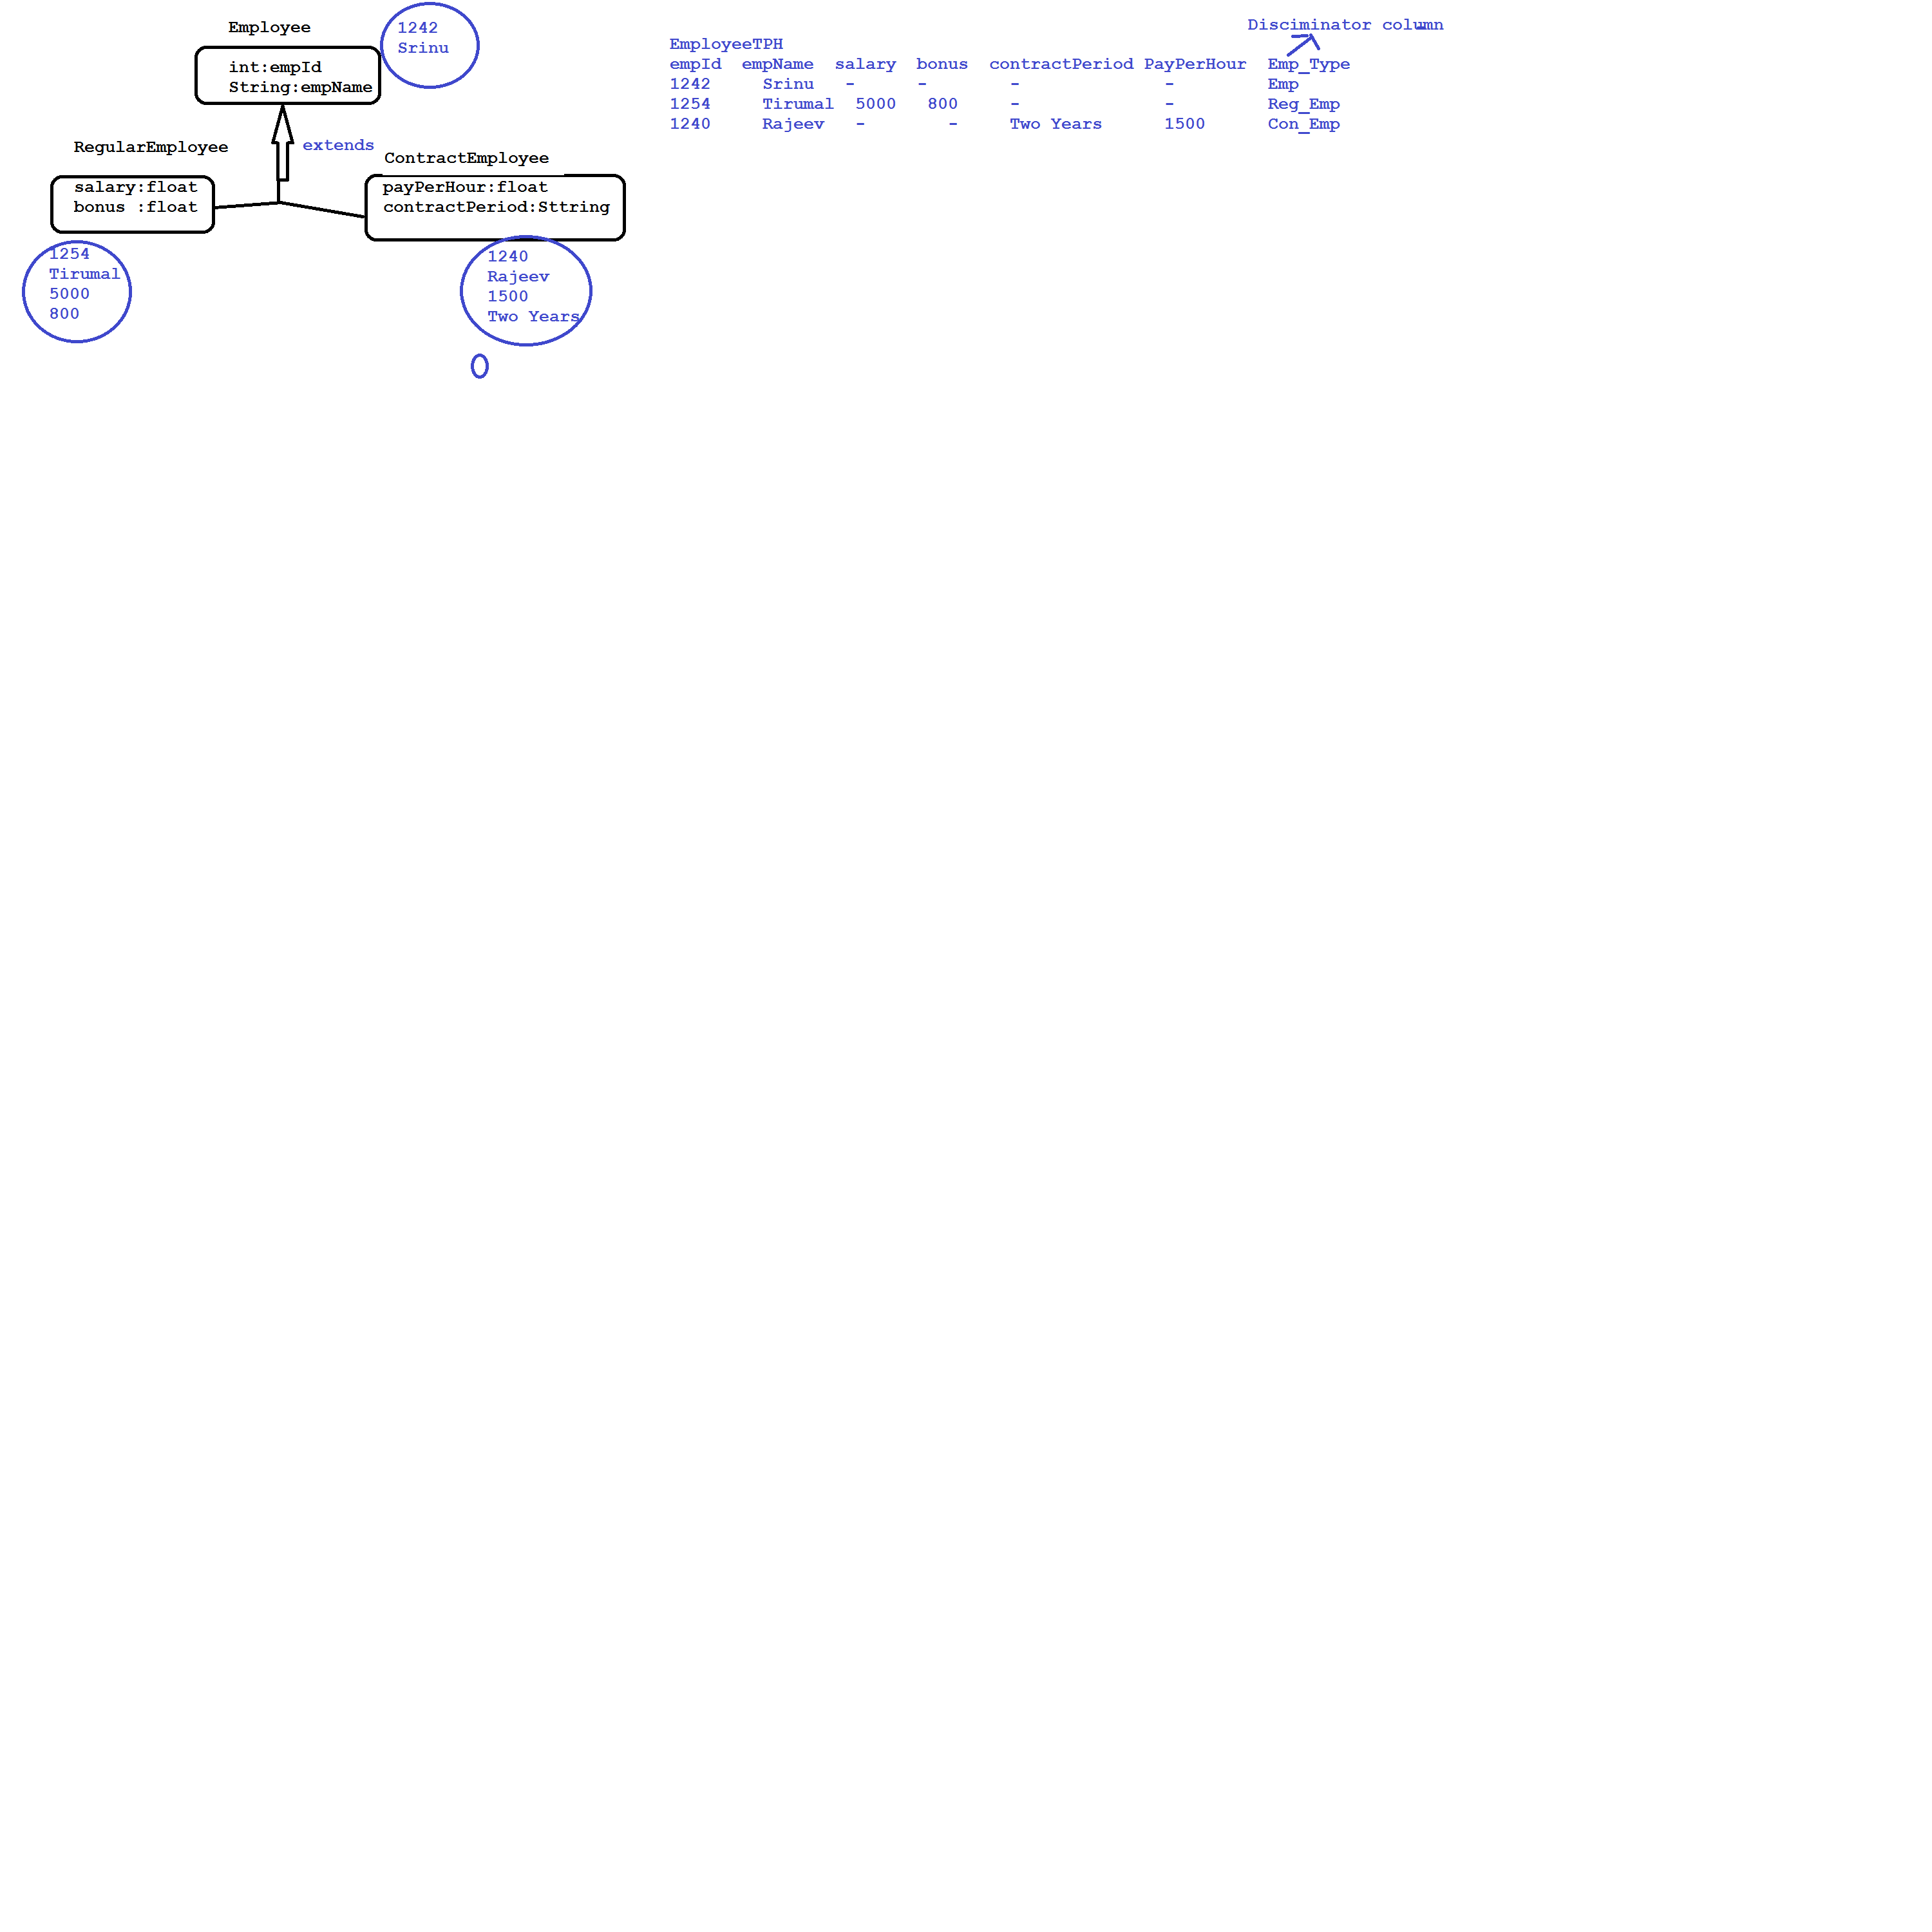 Employee
int:empId
String:empName
1242
Srinu
extends
RegularEmployee
salary:float
bonus :float
ContractEmployee
payPerHour:float
contractPeriod:Sttring
1254
Tirumal
5000
800
1240
Rajeev
1500
Two Years
Disciminator column
EmployeeTPH
empId empName salary bonus contractPeriod PayPerHour Emp_Type
1242 Srinu - - - - Emp
1254 Tirumal 5000 800 - - Reg_Emp
1240 Rajeev - - Two Years 1500 Con_Emp